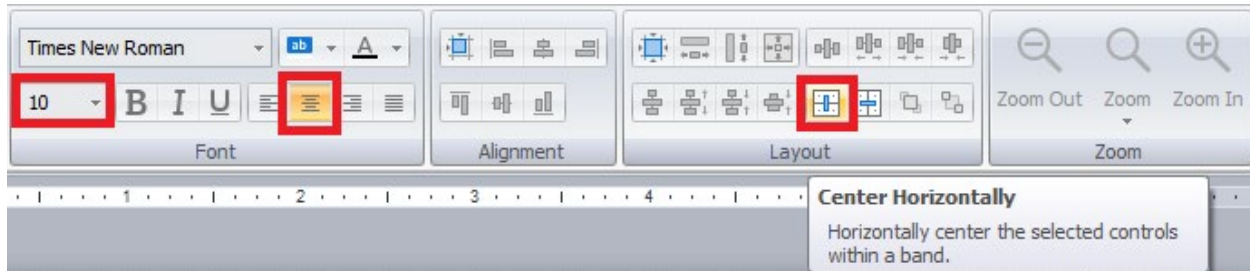 Times New Roman ab A
10 B I U
Zoom Out Zoom Zoom In
Font Alignment Layout Zoom
1 2 3 4
Center Horizontally
Horizontally center the selected controls
within a band.